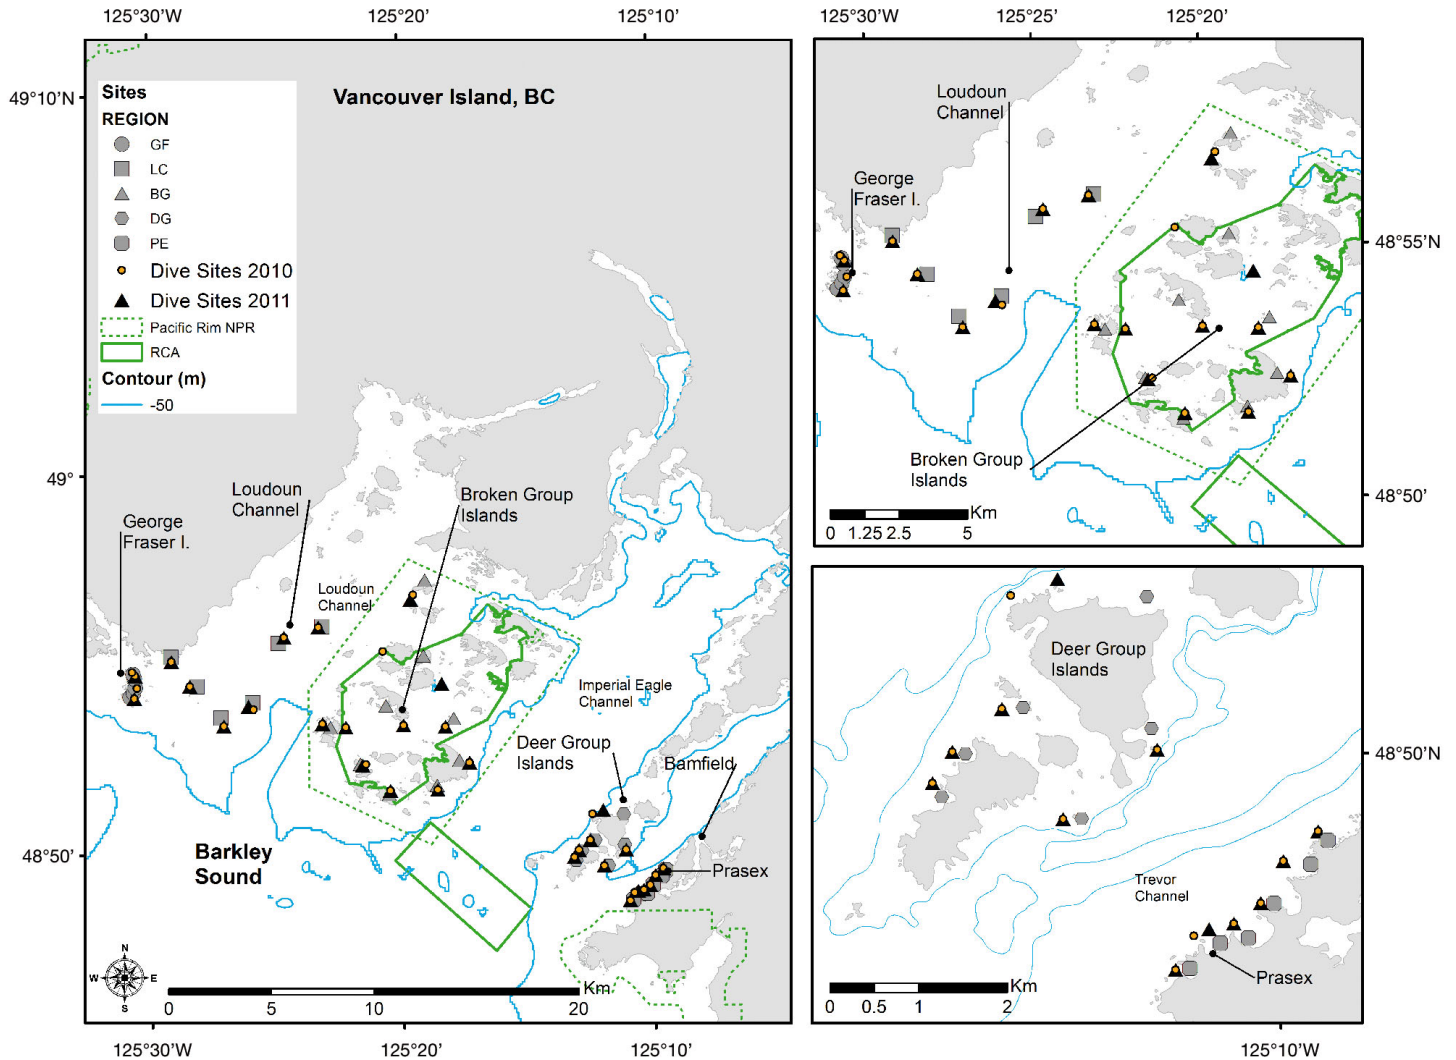 125°30'W
125°20'
125°10'
49°10'N
49°
48°50'
Sites
REGION
GF
LC
BG
DG
PE
Dive Sites 2010
Dive Sites 2011
Pacific Rim NPR
RCA
Contour (m)
-50
Vancouver Island, BC
Loudoun
Channel
Broken Group
Islands
George
Fraser I.
Loudoun
Channel
Imperial Eagle
Channel
Deer Group
Islands
Bamfield
Prasex
Barkley
Sound
N
W
E
S
Km
0
5
10
20
125°30'W
125°20'
125°10'
125°30'W
125°25'
125°20'
Loudoun
Channel
George
Fraser I.
48°55'N
Broken Group
Islands
48°50'
Km
0
1.25
2.5
5
Deer Group
Islands
48°50'N
Trevor
Channel
Prasex
Km
0
0.5
1
2
125°10'